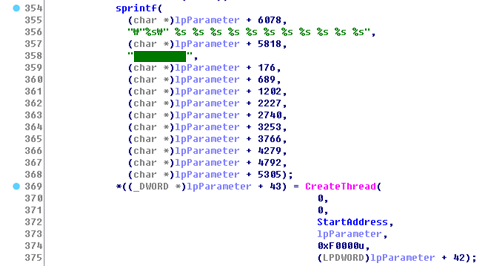 354 sprintf(
355 (char *)lpParameter + 6078,
356 "₩"%s₩" %s %s %s %s %s %s %s %s %s %s %s",
357 (char *)lpParameter + 5818,
358 "",
359 (char *)lpParameter + 176,
360 (char *)lpParameter + 689,
361 (char *)lpParameter + 1202,
362 (char *)lpParameter + 2227,
363 (char *)lpParameter + 2740,
364 (char *)lpParameter + 3253,
365 (char *)lpParameter + 3766,
366 (char *)lpParameter + 4279,
367 (char *)lpParameter + 4792,
368 (char *)lpParameter + 5305);
369 *((_DWORD *)lpParameter + 43) = CreateThread(
370 0,
371 0,
372 StartAddress,
373 lpParameter,
374 0xF0000u,
375 (LPDWORD)lpParameter + 42);